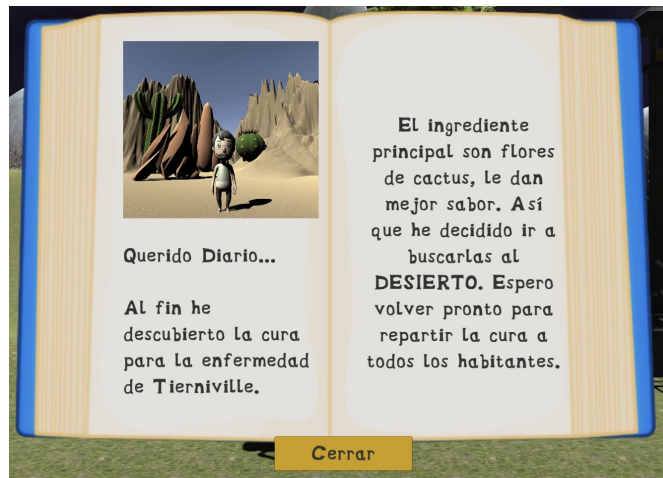 Querido Diario...
Al fin he
descubierto la cura
para la enfermedad
de Tierniville.
El ingrediente
principal son flores
de cactus, le dan
mejor sabor. Así
que he decidido ir a
buscarlas al
DESIERTO. Espero
volver pronto para
repartir la cura a
todos los habitantes.
Cerrar